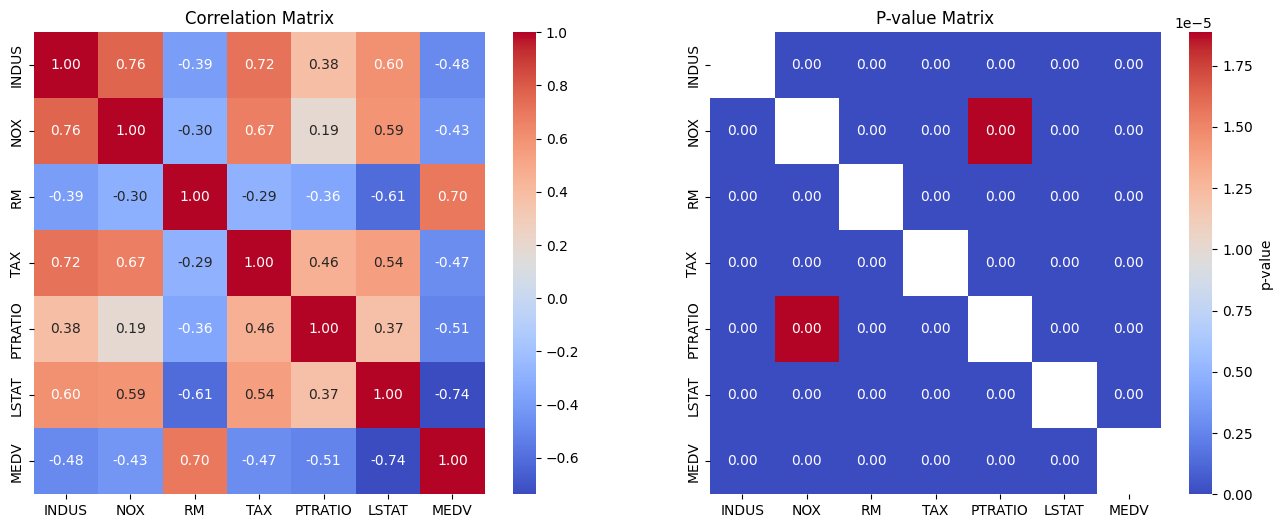 Correlation Matrix
INDUS 1.00 0.76 -0.39 0.72 0.38 0.60 -0.48
NOX 0.76 1.00 -0.30 0.67 0.19 0.59 -0.43
RM -0.39 -0.30 1.00 -0.29 -0.36 -0.61 0.70
TAX 0.72 0.67 -0.29 1.00 0.46 0.54 -0.47
PTRATIO 0.38 0.19 -0.36 0.46 1.00 0.37 -0.51
LSTAT 0.60 0.59 -0.61 0.54 0.37 1.00 -0.74
MEDV -0.48 -0.43 0.70 -0.47 -0.51 -0.74 1.00
INDUS NOX RM TAX PTRATIO LSTAT MEDV
1.0
0.8
0.6
0.4
0.2
0.0
−0.2
−0.4
−0.6
P-value Matrix
INDUS 0.00 0.00 0.00 0.00 0.00 0.00
NOX 0.00 0.00 0.00 0.00 0.00 0.00
RM 0.00 0.00 0.00 0.00 0.00 0.00
TAX 0.00 0.00 0.00 0.00 0.00 0.00
PTRATIO 0.00 0.00 0.00 0.00 0.00 0.00
LSTAT 0.00 0.00 0.00 0.00 0.00 0.00
MEDV 0.00 0.00 0.00 0.00 0.00 0.00
INDUS NOX RM TAX PTRATIO LSTAT MEDV
1e−5
1.75
1.50
1.25
1.00
0.75
0.50
0.25
0.00
p-value